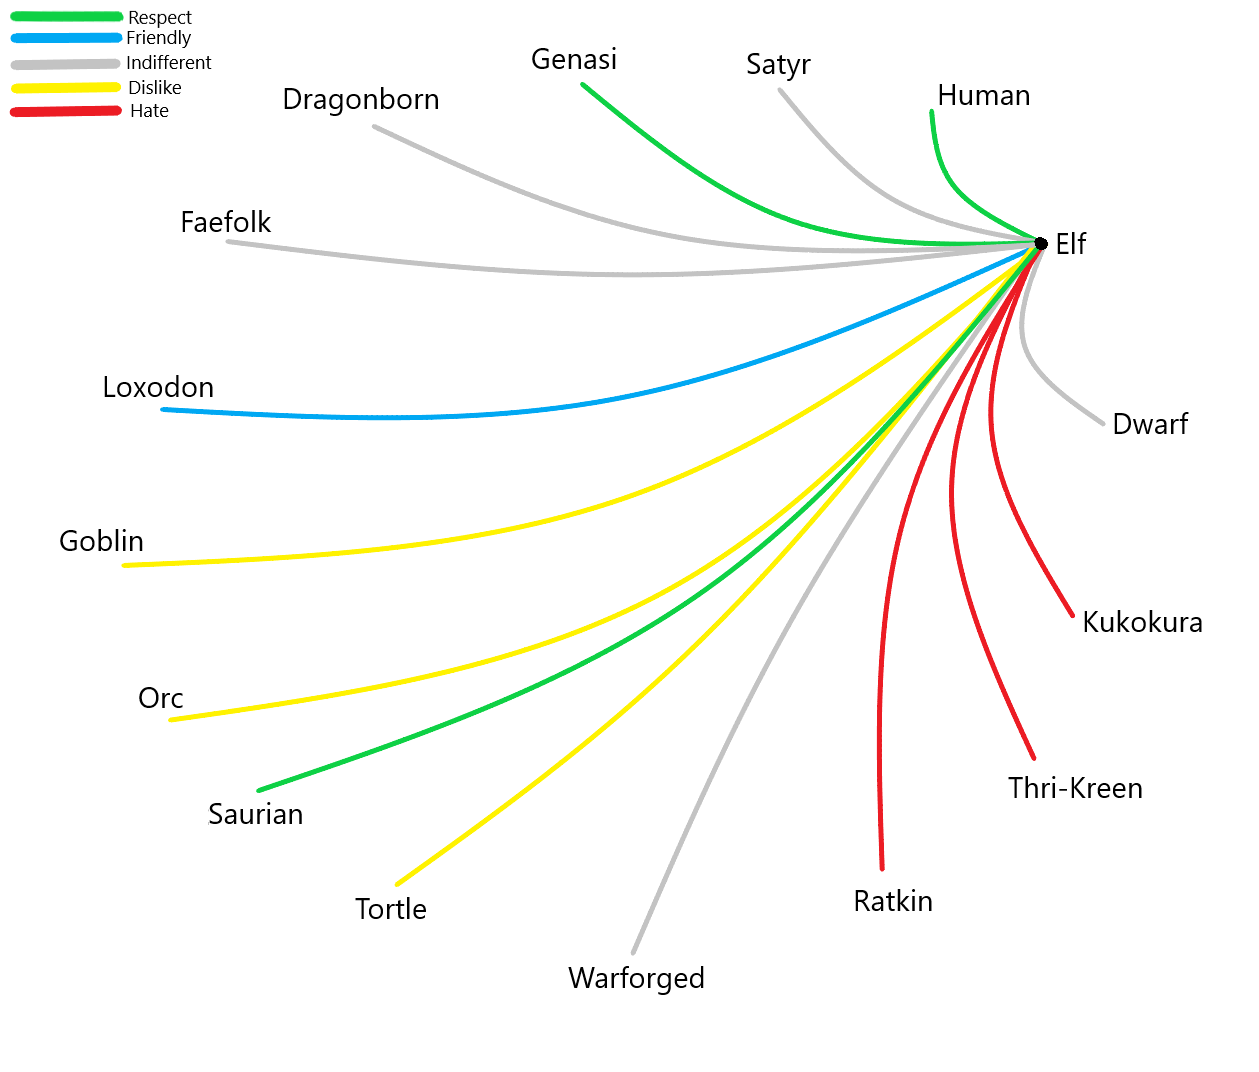 Respect
Friendly
Indifferent
Dislike
Hate
Genasi
Satyr
Human
Dragonborn
Faefolk
Elf
Loxodon
Dwarf
Goblin
Kukokura
Orc
Thri-Kreen
Saurian
Ratkin
Tortle
Warforged